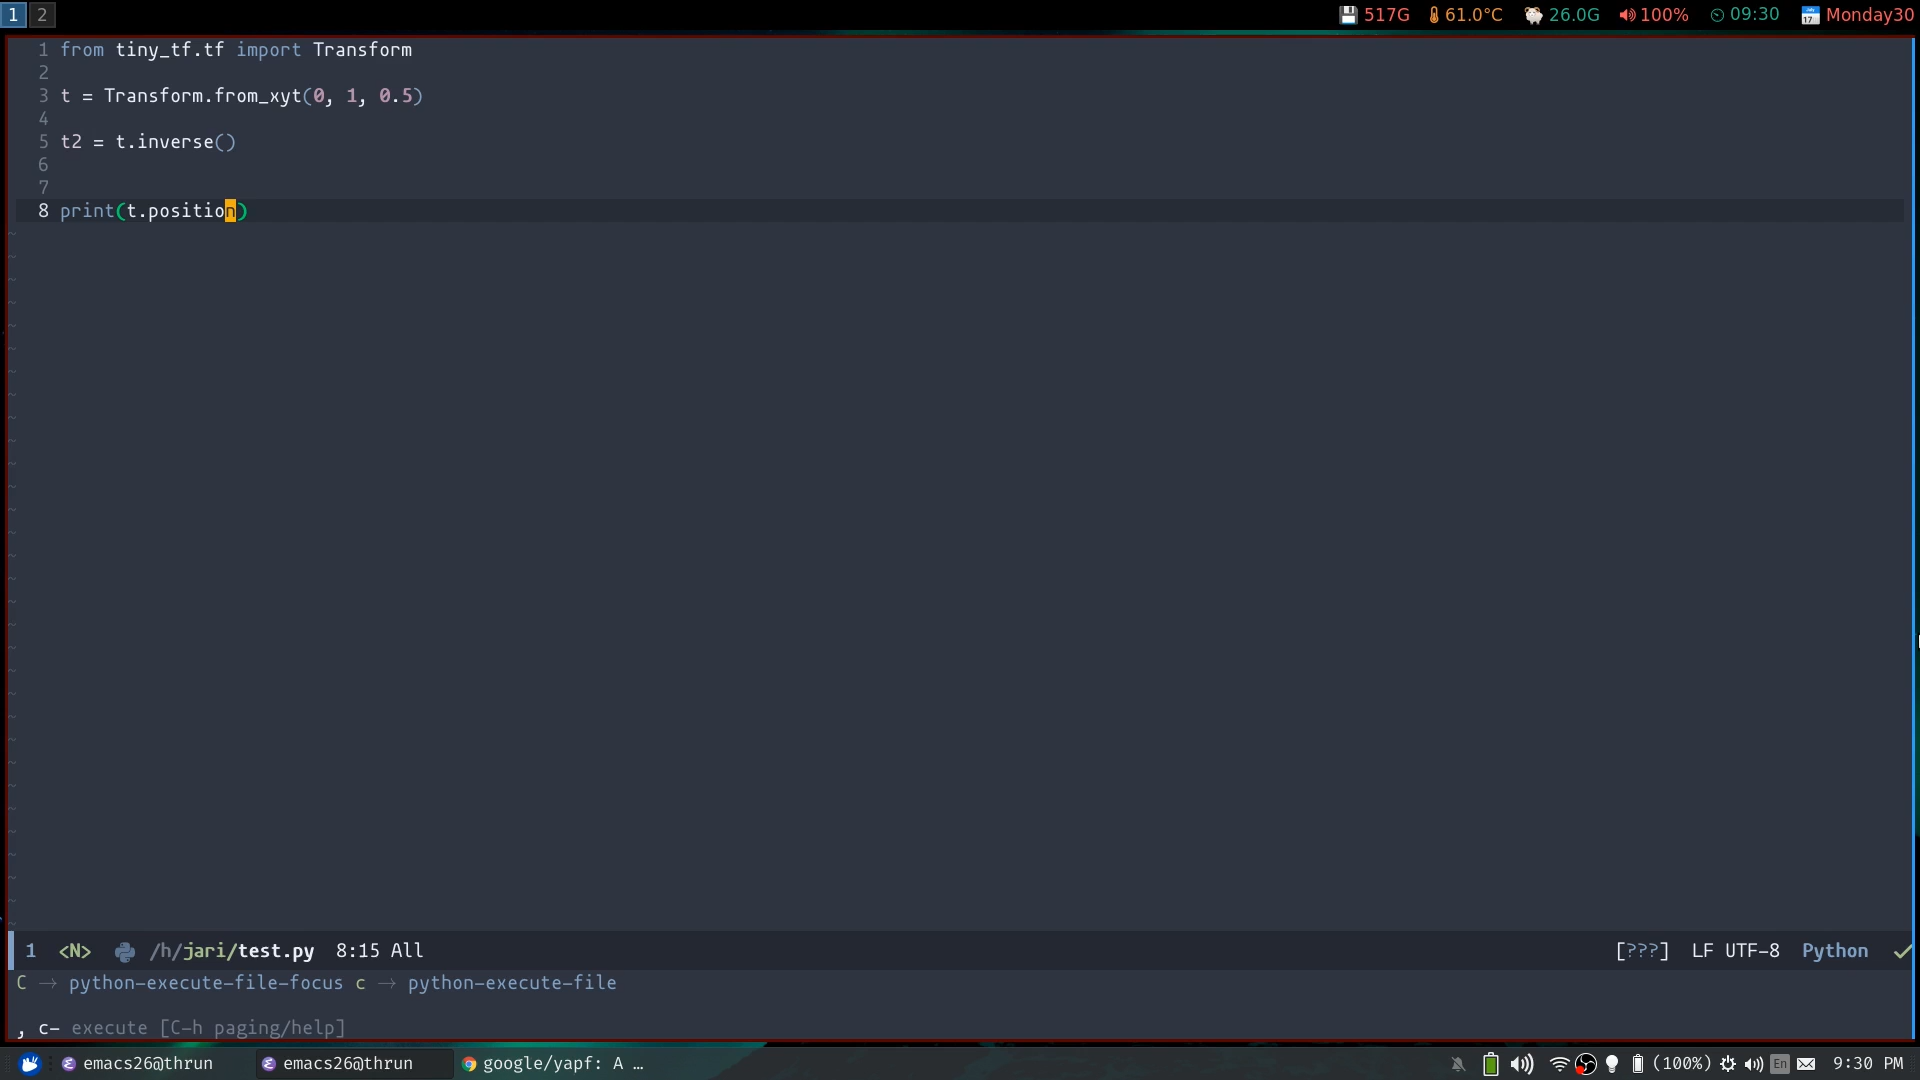 1 2 517G 61.0°C 26.0G 100% 09:30 Monday30
1 from tiny_tf.tf import Transform
2
3 t = Transform.from_xyt(0, 1, 0.5)
4
5 t2 = t.inverse()
6
7
8 print(t.position)
1 <N> /h/jari/test.py 8:15 All [???] LF UTF-8 Python
C → python-execute-file-focus c → python-execute-file
, c- execute [C-h paging/help]
emacs26@thrun emacs26@thrun google/yapf: A ... (100%) En 9:30 PM